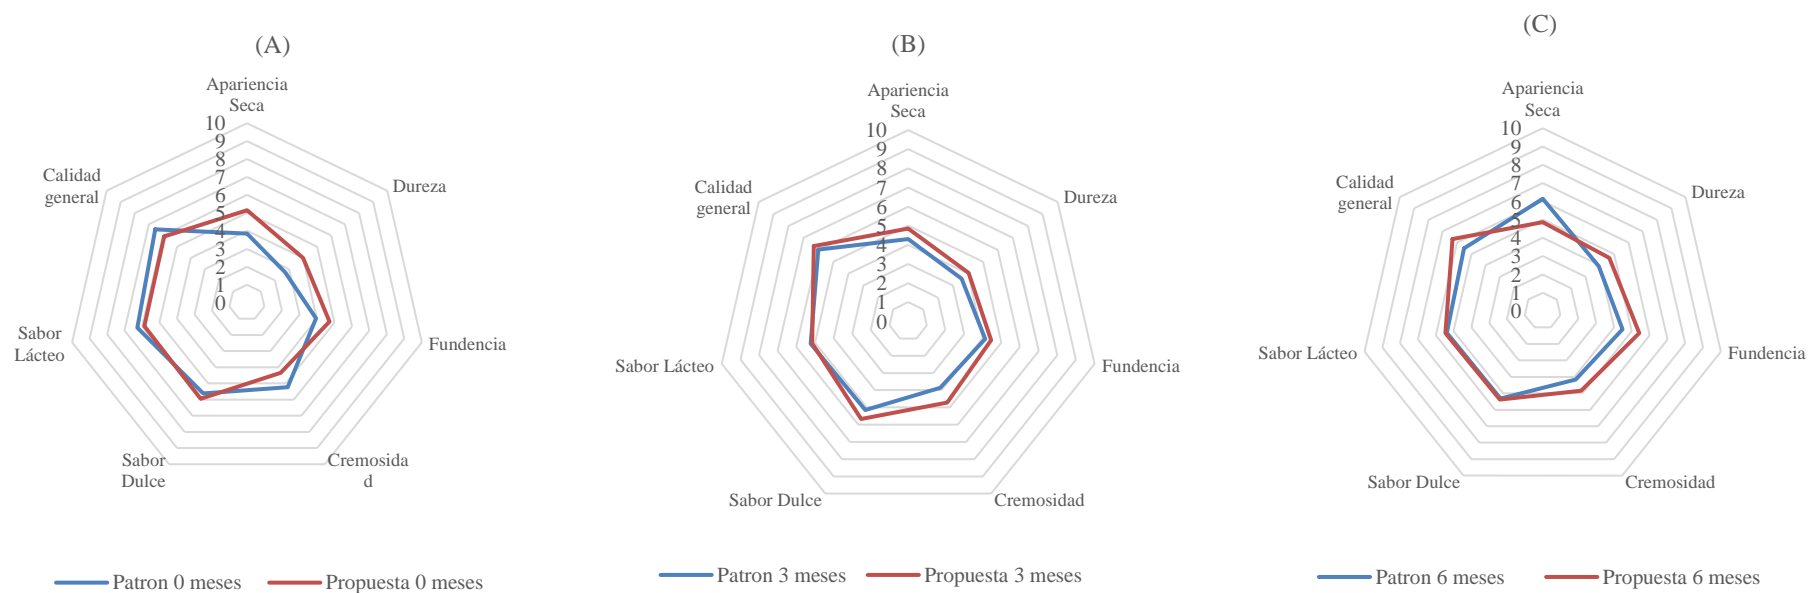 (A)
Apariencia
Seca
10
9
8
7
6
5
4
3
2
1
0
Dureza
Fundencia
Cremosida
d
Sabor
Dulce
Sabor
Lácteo
Calidad
general
Patron 0 meses
Propuesta 0 meses
(B)
Apariencia
Seca
10
9
8
7
6
5
4
3
2
1
0
Dureza
Fundencia
Cremosidad
Sabor Dulce
Sabor Lácteo
Calidad
general
Patron 3 meses
Propuesta 3 meses
(C)
Apariencia
Seca
10
9
8
7
6
5
4
3
2
1
0
Dureza
Fundencia
Cremosidad
Sabor Dulce
Sabor Lácteo
Calidad
general
Patron 6 meses
Propuesta 6 meses